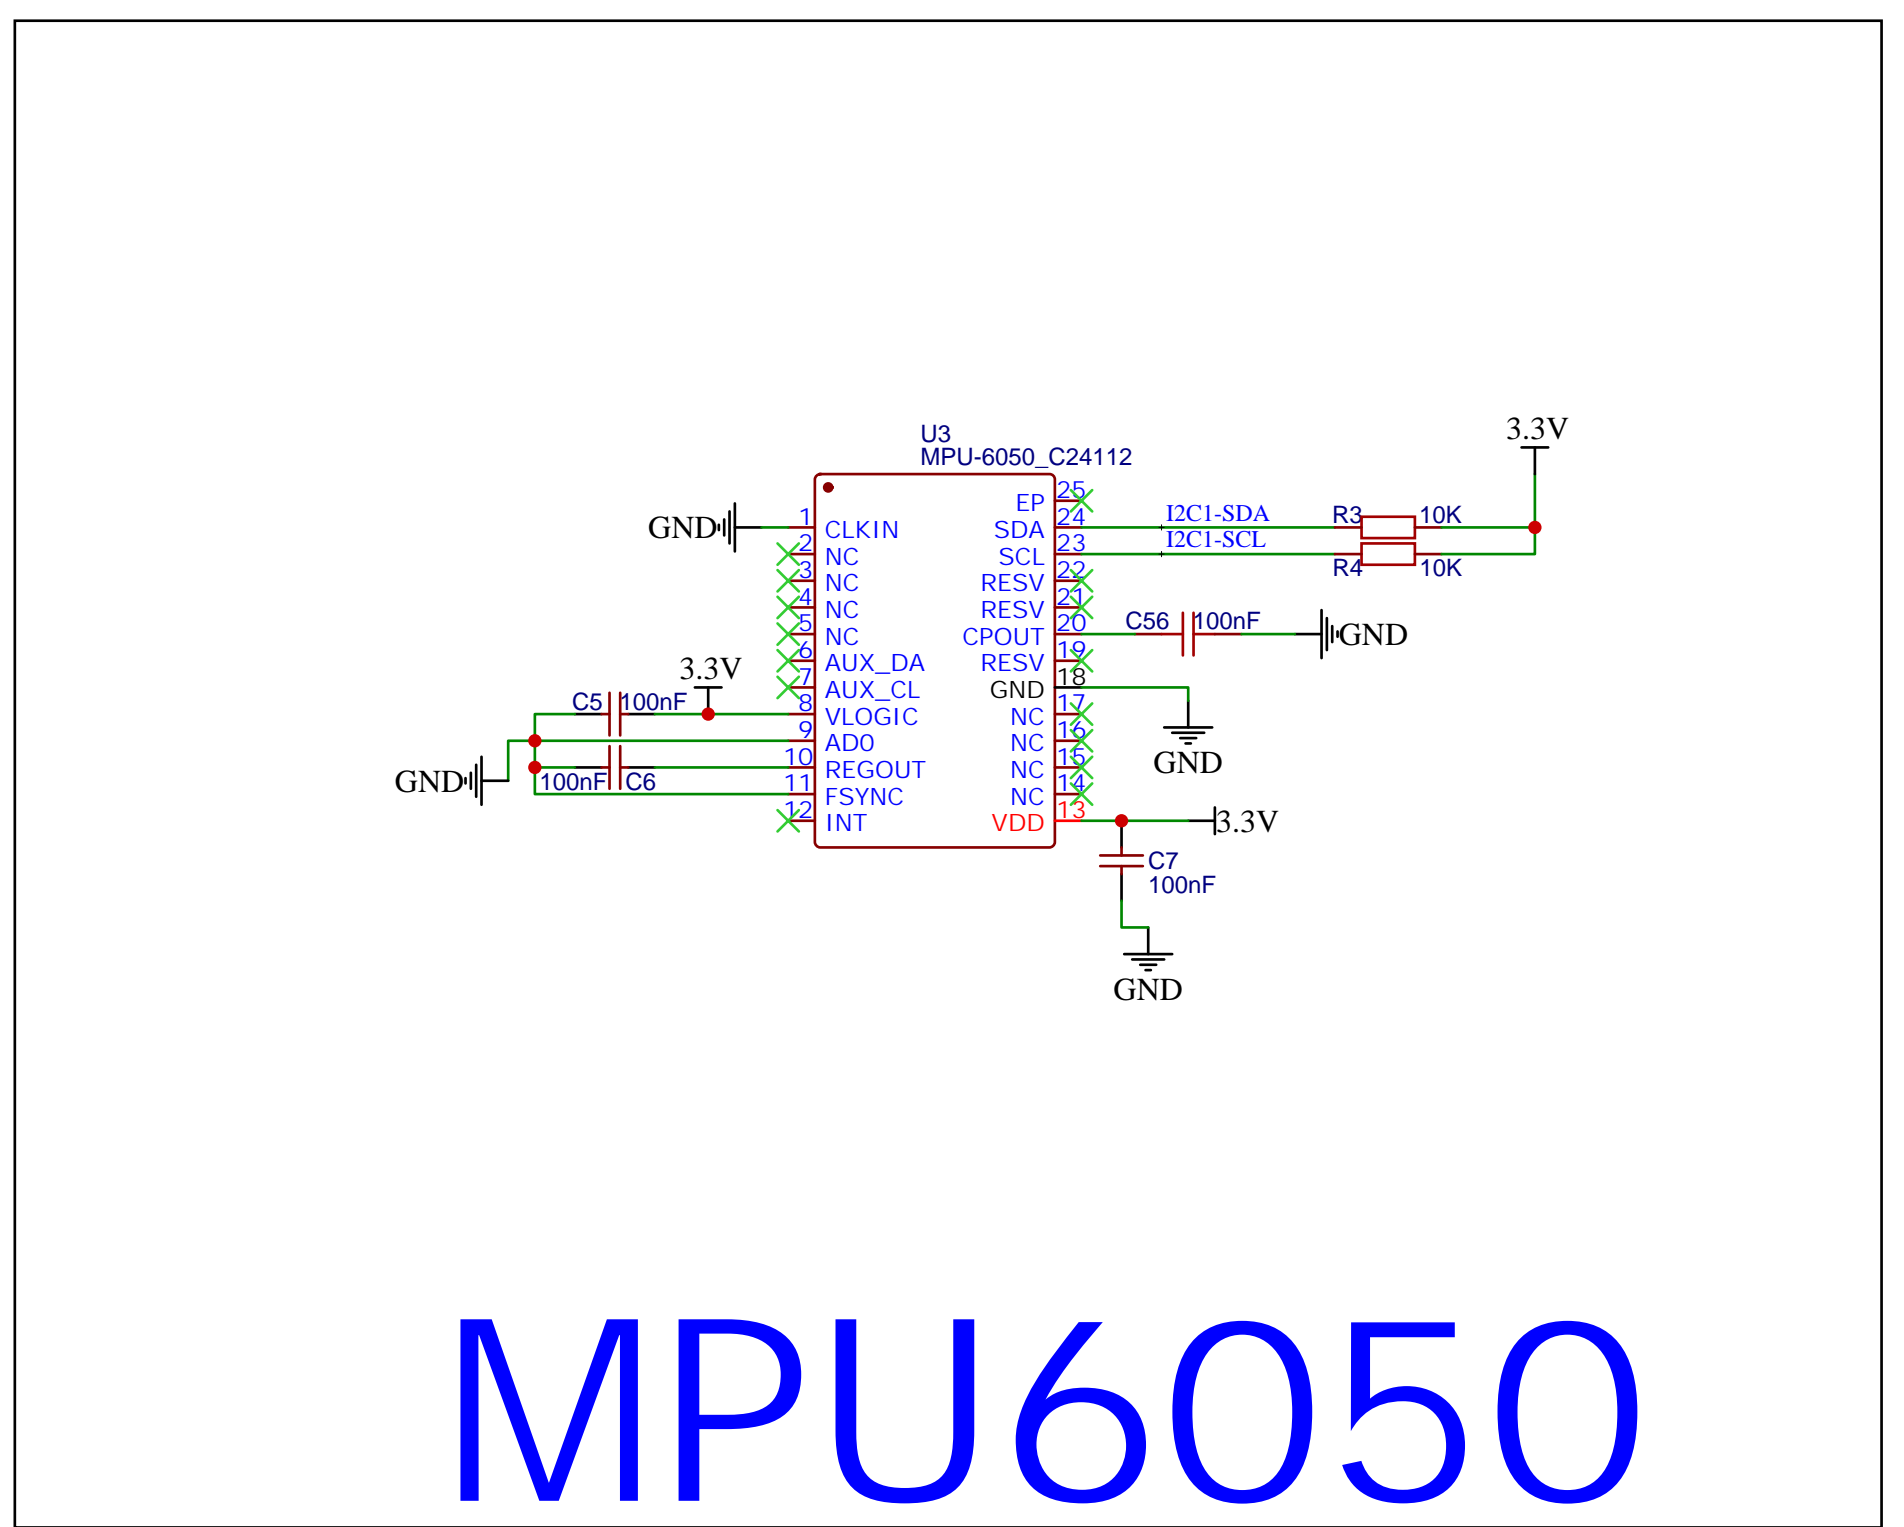 U3
MPU-6050_C24112
3.3V
GND
1
CLKIN
2
NC
3
NC
4
NC
5
NC
6
AUX_DA
7
AUX_CL
8
VLOGIC
9
AD0
10
REGOUT
11
FSYNC
12
INT
25
EP
24
SDA
23
SCL
22
RESV
21
RESV
20
CPOUT
19
RESV
18
GND
17
NC
16
NC
15
NC
14
NC
13
VDD
I2C1-SDA
R3
10K
I2C1-SCL
R4
10K
C56
100nF
GND
3.3V
C5
100nF
GND
100nF
C6
GND
3.3V
C7
100nF
GND
MPU6050